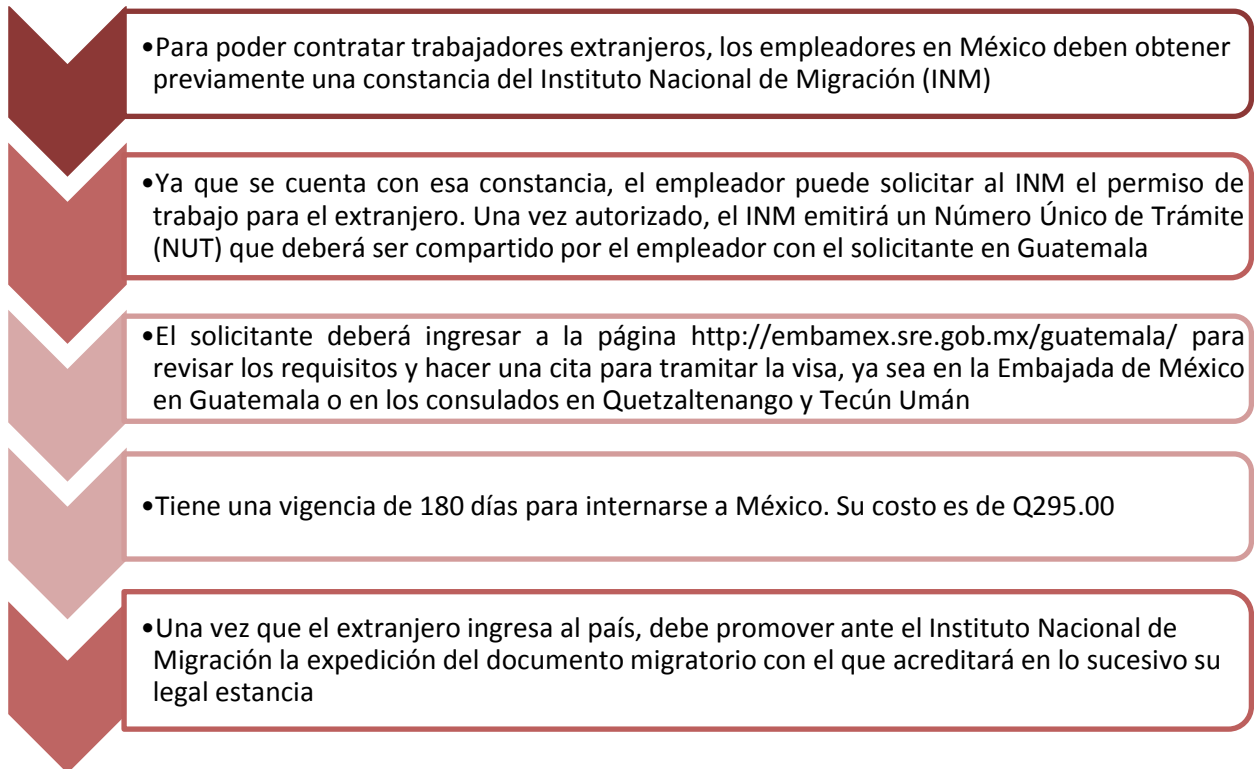 •Para poder contratar trabajadores extranjeros, los empleadores en México deben obtener
previamente una constancia del Instituto Nacional de Migración (INM)
•Ya que se cuenta con esa constancia, el empleador puede solicitar al INM el permiso de
trabajo para el extranjero. Una vez autorizado, el INM emitirá un Número Único de Trámite
(NUT) que deberá ser compartido por el empleador con el solicitante en Guatemala
•El solicitante deberá ingresar a la página http://embamex.sre.gob.mx/guatemala/ para
revisar los requisitos y hacer una cita para tramitar la visa, ya sea en la Embajada de México
en Guatemala o en los consulados en Quetzaltenango y Tecún Umán
•Tiene una vigencia de 180 días para internarse a México. Su costo es de Q295.00
•Una vez que el extranjero ingresa al país, debe promover ante el Instituto Nacional de
Migración la expedición del documento migratorio con el que acreditará en lo sucesivo su
legal estancia